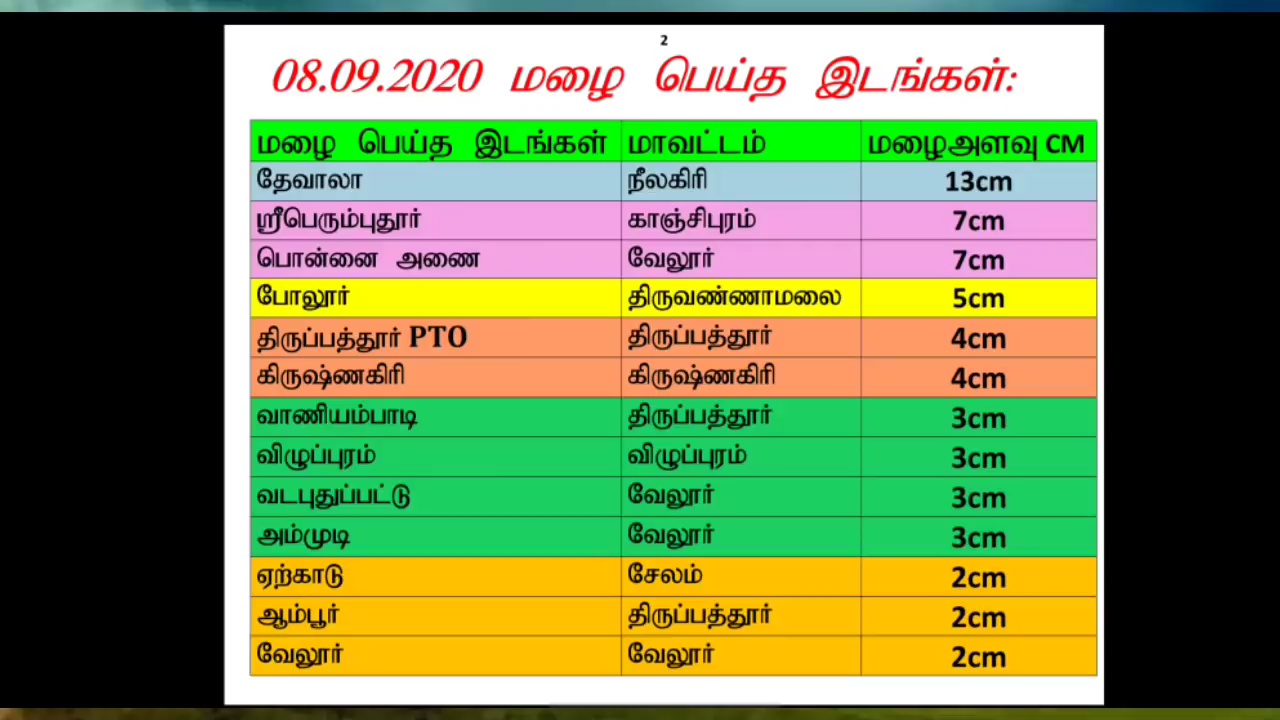 2
08.09.2020 மழை பெய்த இடங்கள்:
மழை பெய்த இடங்கள் மாவட்டம் மழைஅளவு CM
தேவாலா நீலகிரி 13cm
ஸ்ரீபெரும்புதூர் காஞ்சிபுரம் 7cm
பொன்னை அணை வேலூர் 7cm
போலூர் திருவண்ணாமலை 5cm
திருப்பத்தூர் PTO திருப்பத்தூர் 4cm
கிருஷ்ணகிரி கிருஷ்ணகிரி 4cm
வாணியம்பாடி திருப்பத்தூர் 3cm
விழுப்புரம் விழுப்புரம் 3cm
வடபுதுப்பட்டு வேலூர் 3cm
அம்முடி வேலூர் 3cm
ஏற்காடு சேலம் 2cm
ஆம்பூர் திருப்பத்தூர் 2cm
வேலூர் வேலூர் 2cm